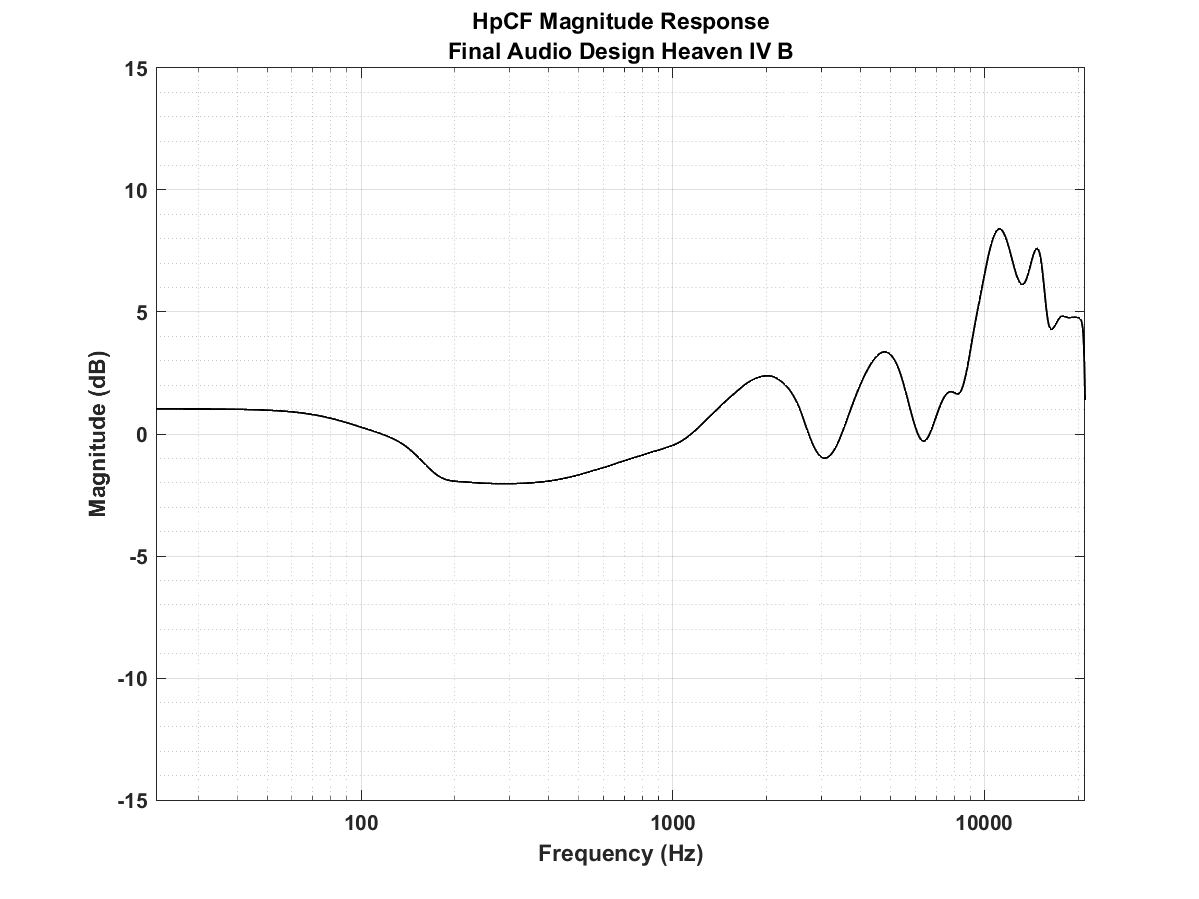 HpCF Magnitude Response
Final Audio Design Heaven IV B
15
10
5
0
-5
-10
-15
Magnitude (dB)
100 1000 10000
Frequency (Hz)